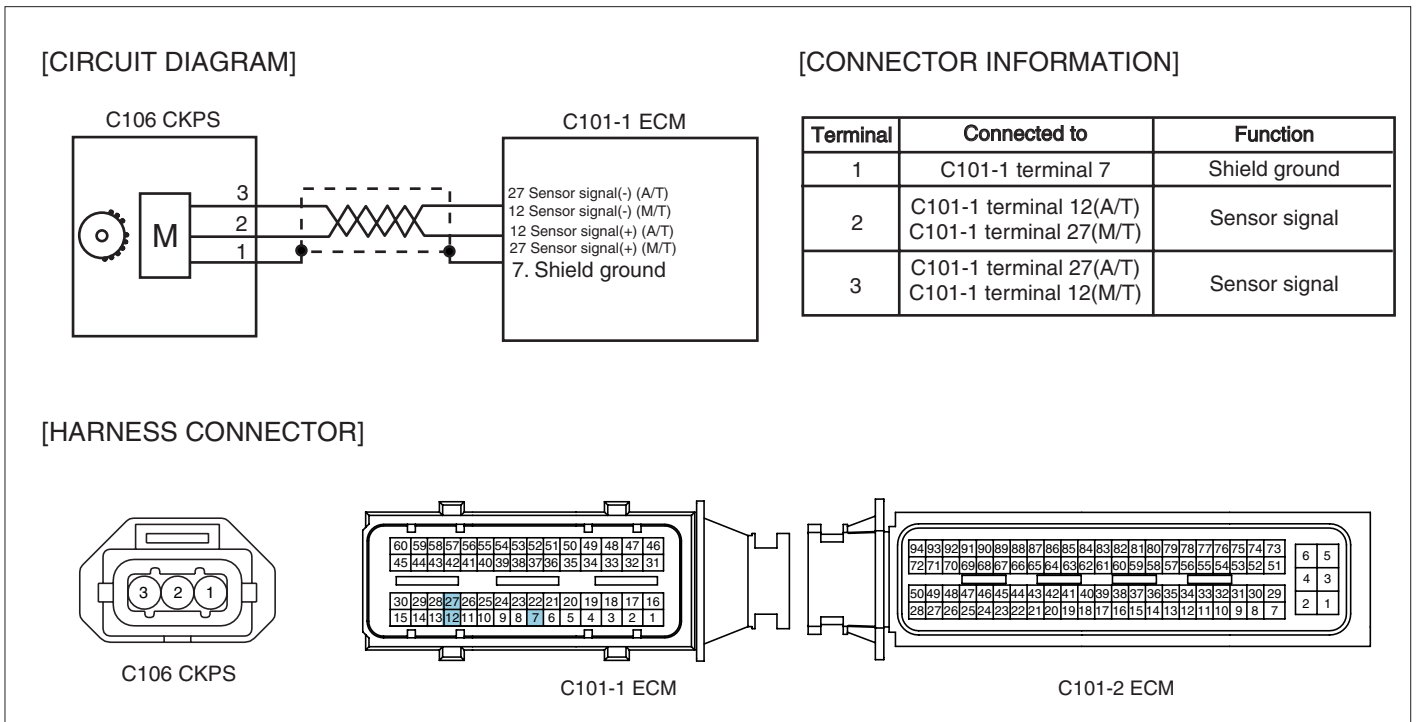 [CIRCUIT DIAGRAM]
C106 CKPS
C101-1 ECM
M
3
2
1
27 Sensor signal(-) (A/T)
12 Sensor signal(-) (M/T)
12 Sensor signal(+) (A/T)
27 Sensor signal(+) (M/T)
7. Shield ground
[CONNECTOR INFORMATION]
Terminal Connected to Function
1 C101-1 terminal 7 Shield ground
2 C101-1 terminal 12(A/T) Sensor signal
C101-1 terminal 27(M/T)
3 C101-1 terminal 27(A/T) Sensor signal
C101-1 terminal 12(M/T)
[HARNESS CONNECTOR]
3 2 1
C106 CKPS
60 59 58 57 56 55 54 53 52 51 50 49 48 47 46
45 44 43 42 41 40 39 38 37 36 35 34 33 32 31
30 29 28 27 26 25 24 23 22 21 20 19 18 17 16
15 14 13 12 11 10 9 8 7 6 5 4 3 2 1
C101-1 ECM
94 93 92 91 90 89 88 87 86 85 84 83 82 81 80 79 78 77 76 75 74 73
72 71 70 69 68 67 66 65 64 63 62 61 60 59 58 57 56 55 54 53 52 51
50 49 48 47 46 45 44 43 42 41 40 39 38 37 36 35 34 33 32 31 30 29
28 27 26 25 24 23 22 21 20 19 18 17 16 15 14 13 12 11 10 9 8 7
6 5
4 3
2 1
C101-2 ECM